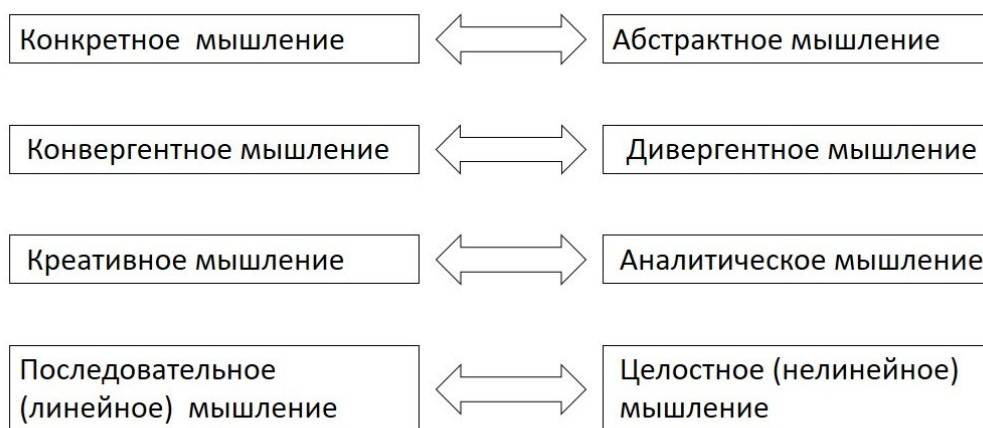 Конкретное мышление
Абстрактное мышление
Конвергентное мышление
Дивергентное мышление
Креативное мышление
Аналитическое мышление
Последовательное
(линейное) мышление
Целостное (нелинейное)
мышление